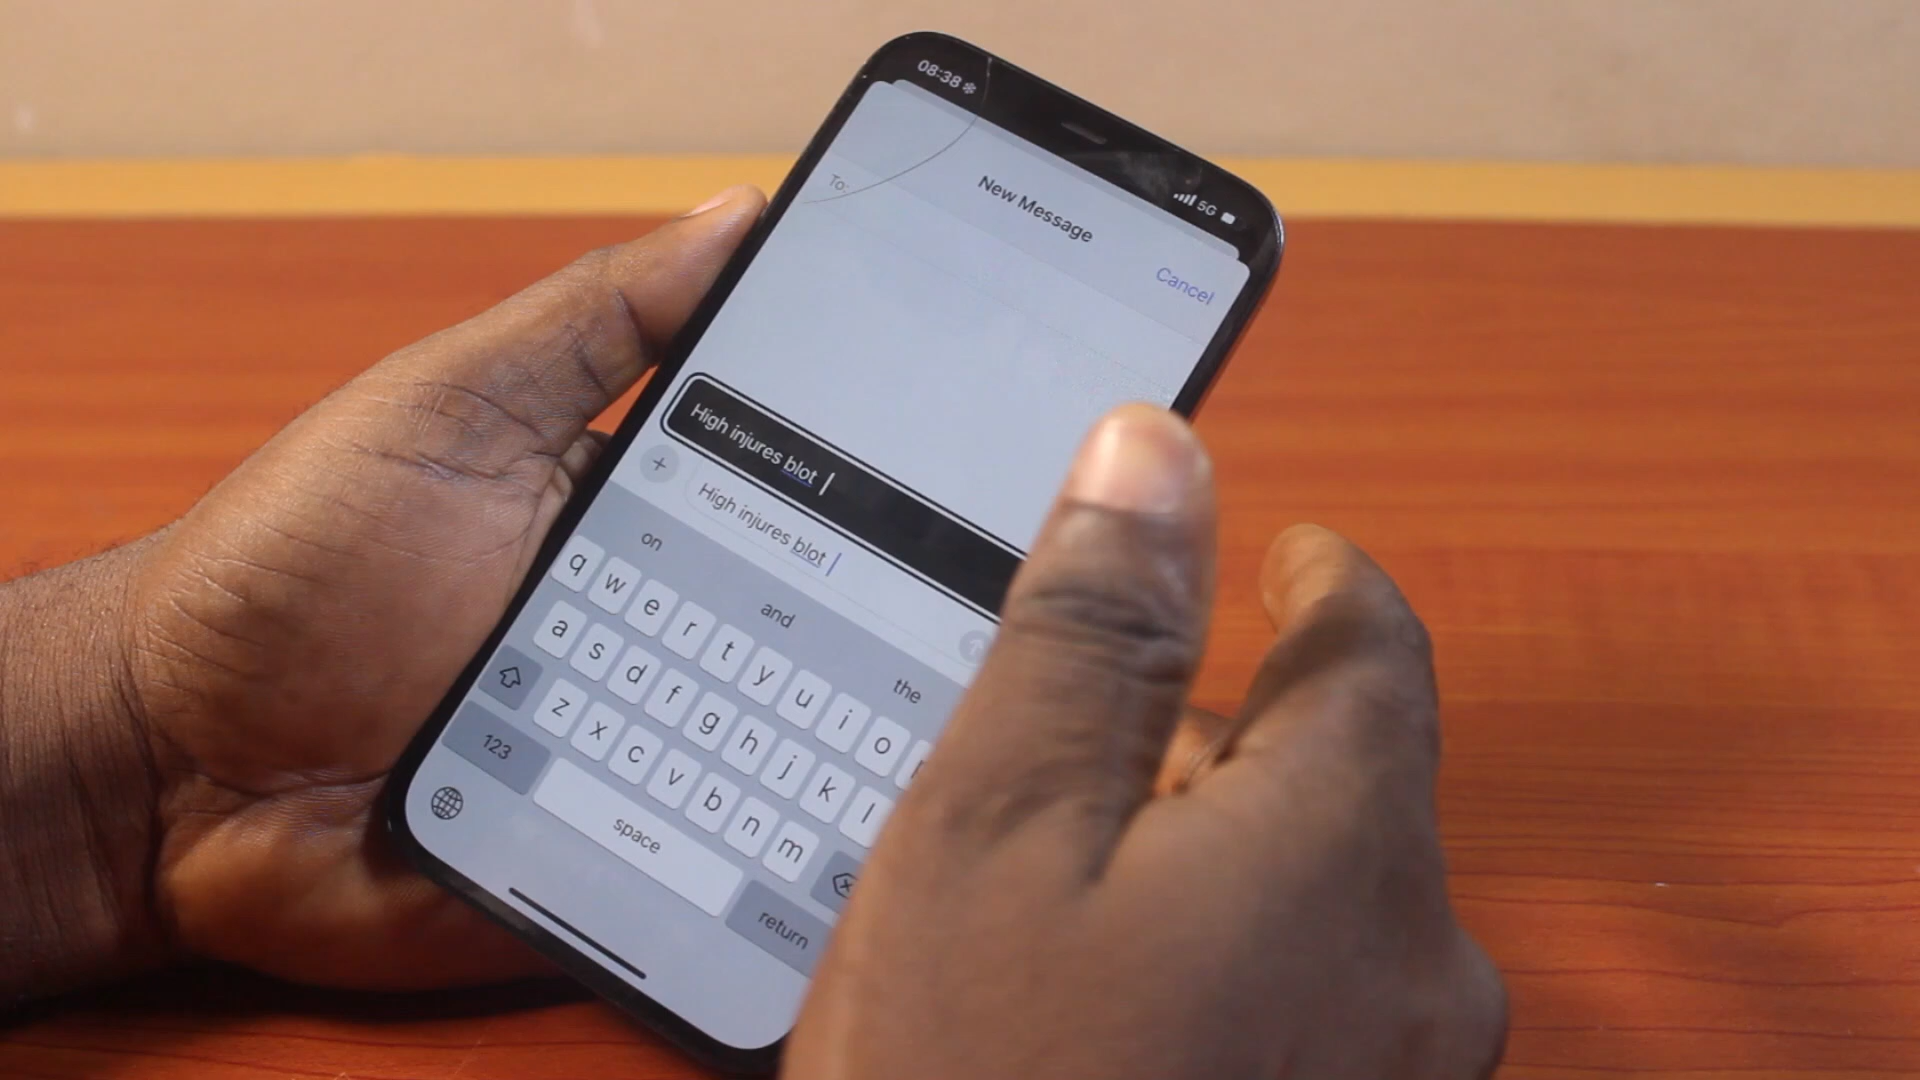 08:38
5G
New Message
Cancel
To:
High injures blot
High injures blot
on
and
the
q w e r t y u i o
a s d f g h j k l
z x c v b n m
123
space
return